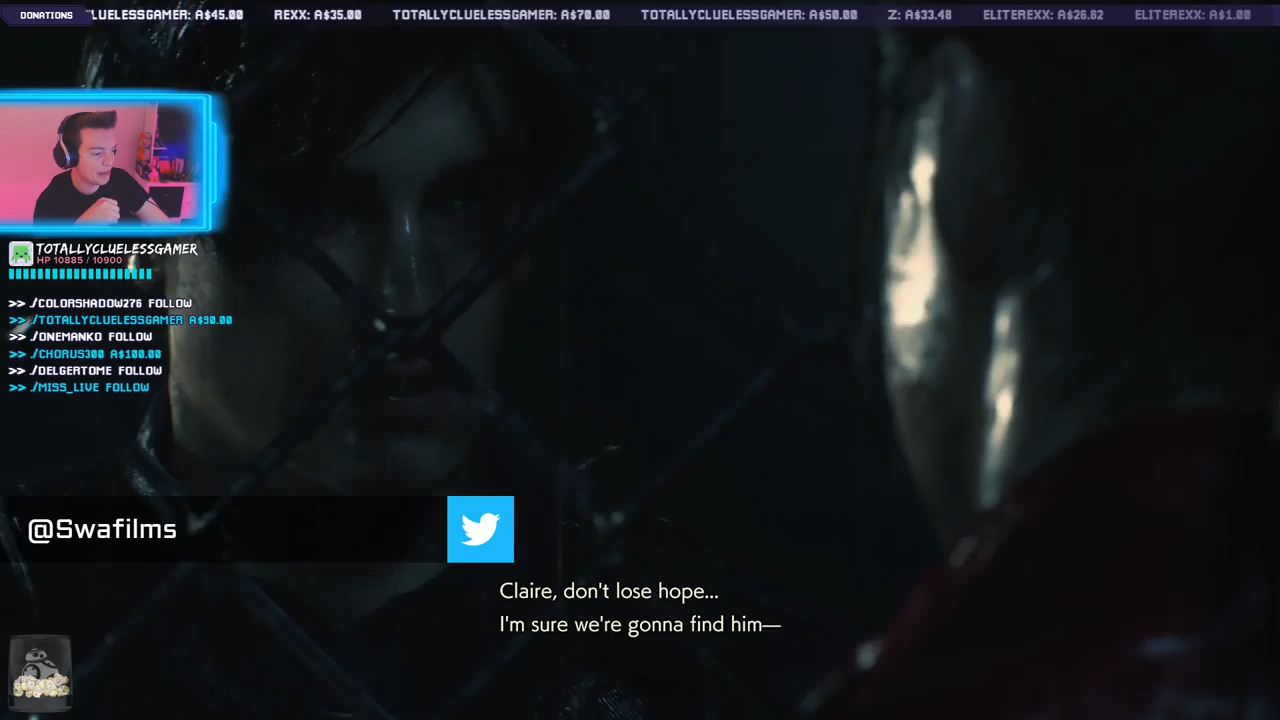 DONATIONS
LUELESSGAMER: A$45.00 REXX: A$35.00 TOTALLYCLUELESSGAMER: A$70.00 TOTALLYCLUELESSGAMER: A$50.00 Z: A$33.48 ELITEREXX: A$26.82 ELITEREXX: A$1.00
TOTALLYCLUELESSGAMER
HP 10885 / 10900
>> ./COLORSHADOW276 FOLLOW
>> ./TOTALLYCLUELESSGAMER A$90.00
>> ./ONEMANKO FOLLOW
>> ./CHORUS300 A$100.00
>> ./DELGERTOME FOLLOW
>> ./MISS_LIVE FOLLOW
@Swafilms
Claire, don't lose hope...
I'm sure we're gonna find him—